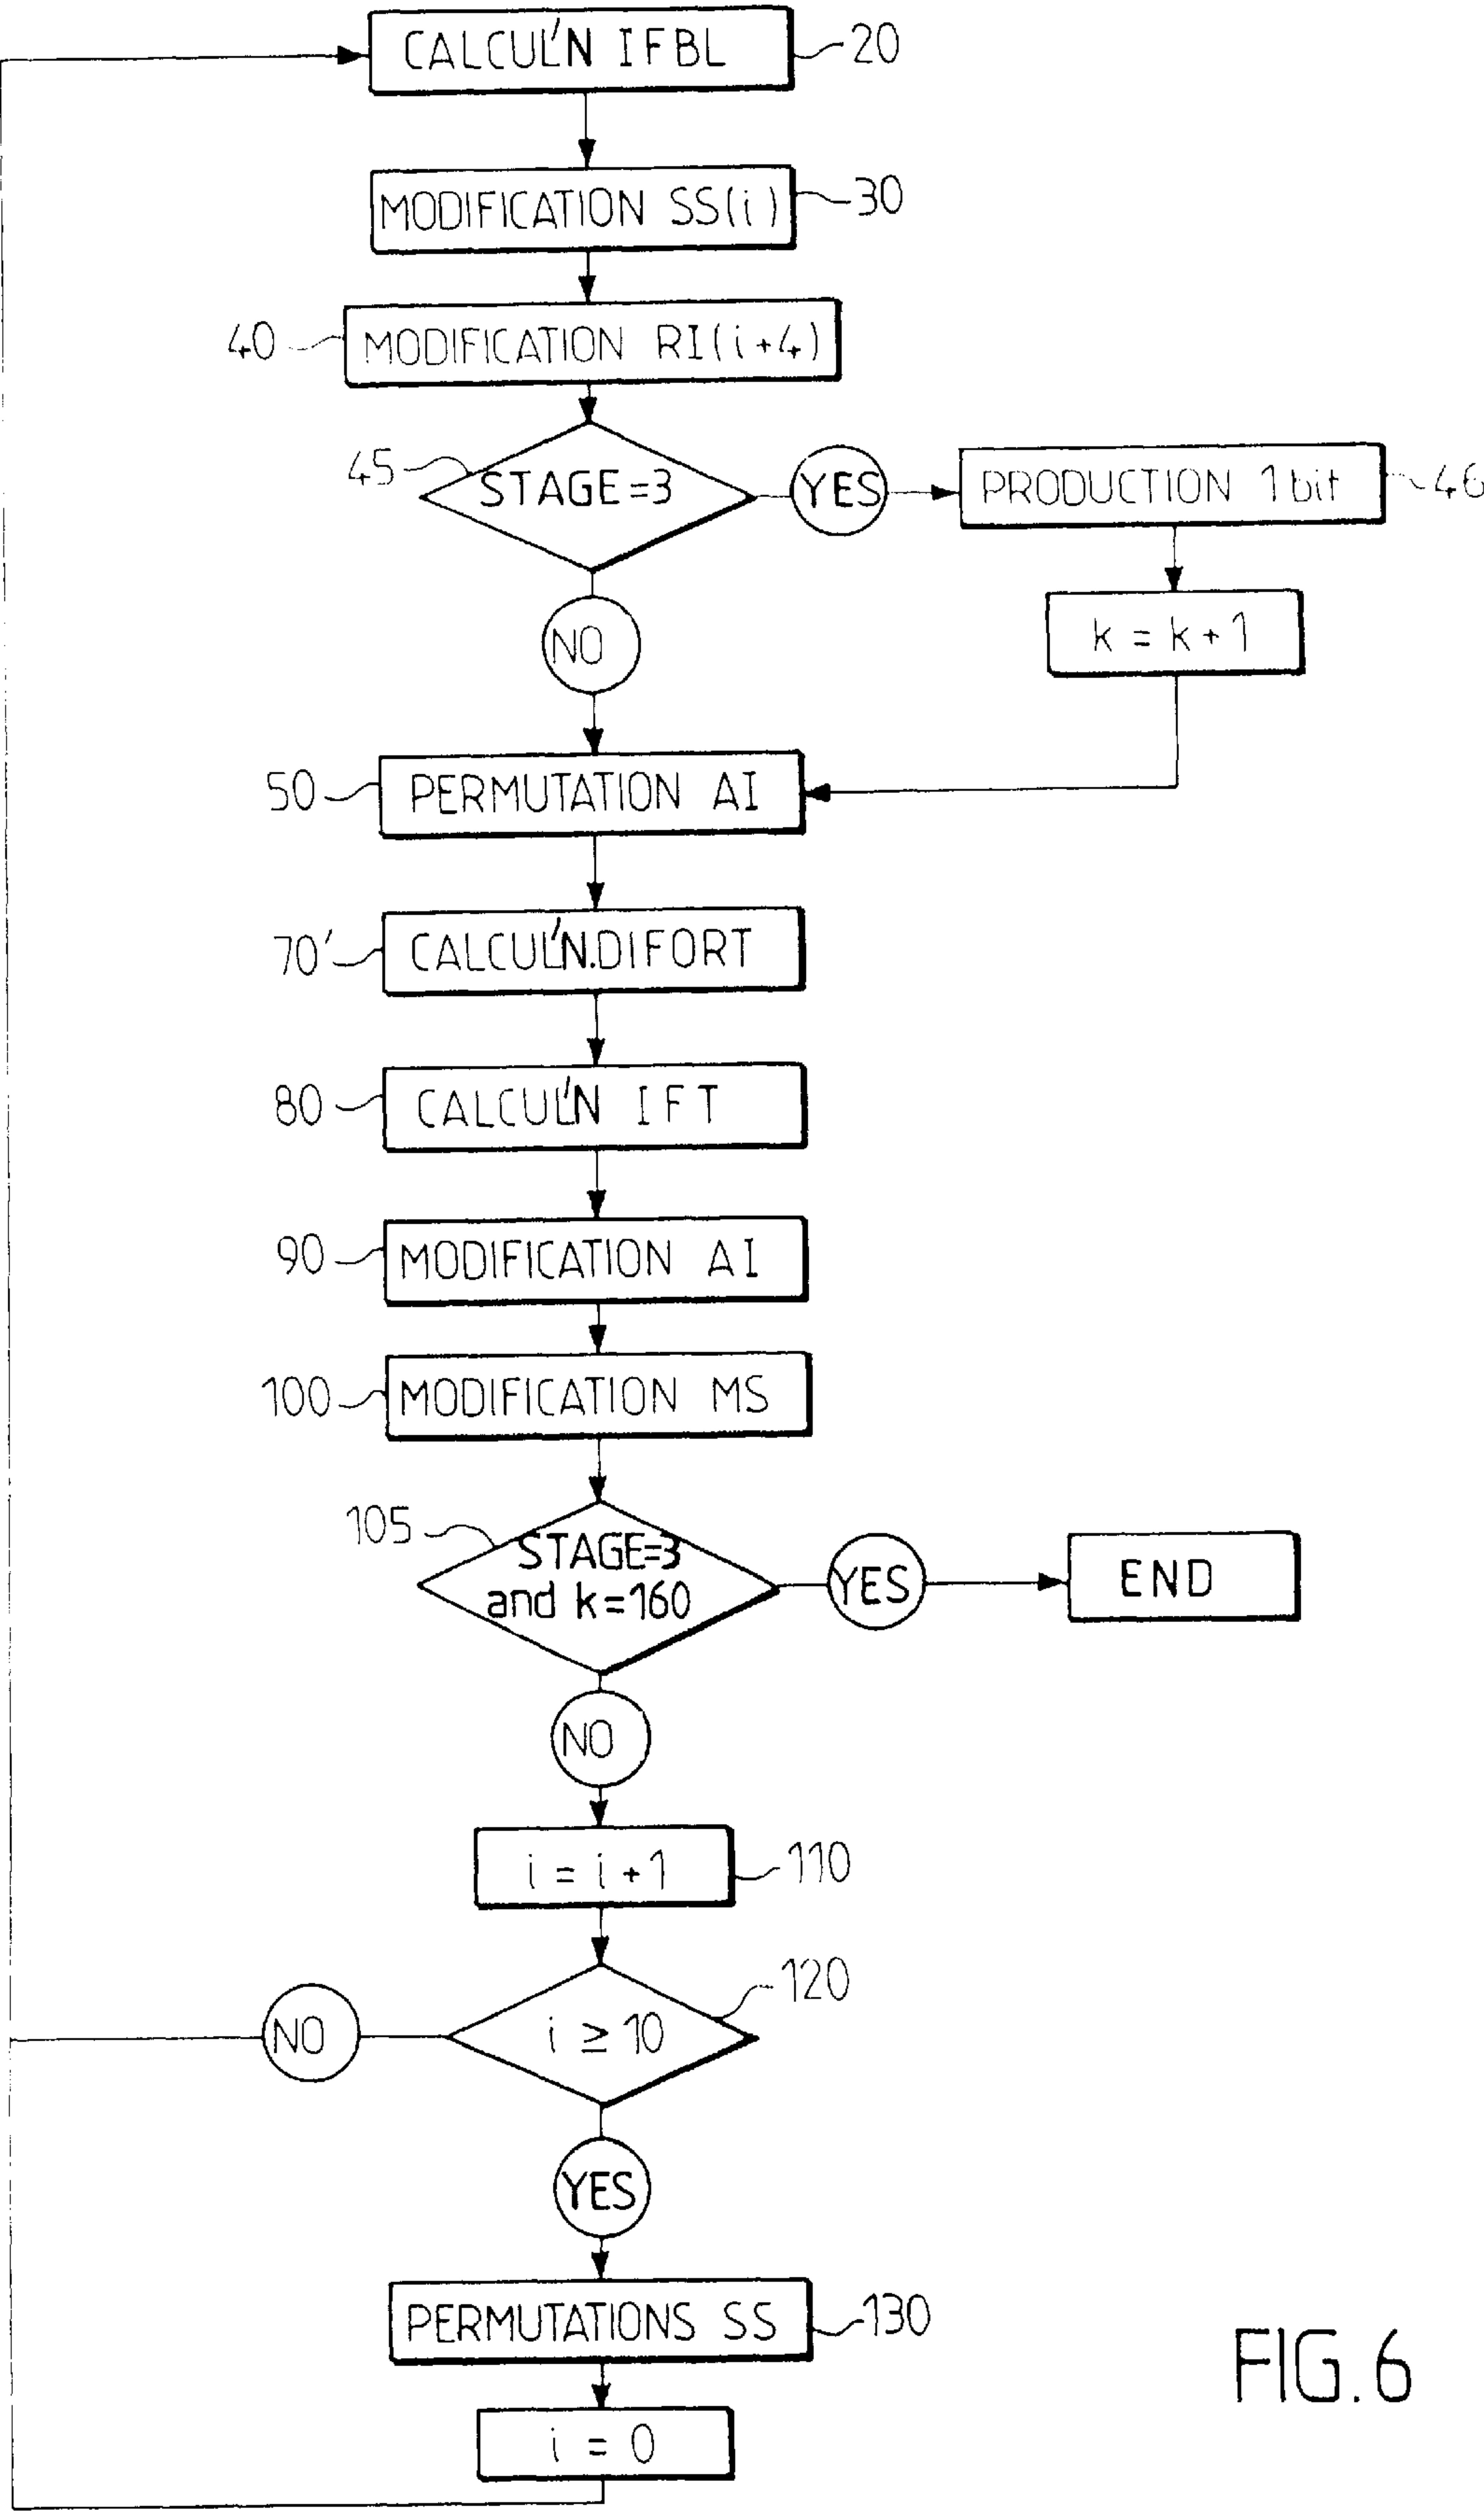 CALCUL'N IFBL
20
MODIFICATION SS(i)
30
40
MODIFICATION RI(i+4)
45
STAGE=3
YES
PRODUCTION 1bit
46
NO
k = k+1
50
PERMUTATION AI
70'
CALCUL'N.DIFORT
80
CALCUL'N IFT
90
MODIFICATION AI
100
MODIFICATION MS
105
STAGE=3
and k=160
YES
END
NO
i = i+1
110
120
NO
i ≥ 10
YES
PERMUTATIONS SS
130
i = 0
FIG.6